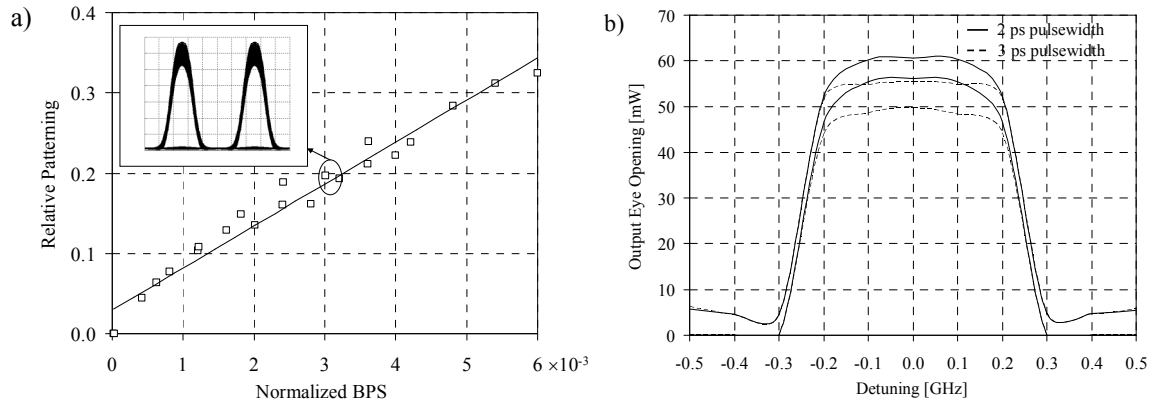 a)
Relative Patterning
0.4
0.3
0.2
0.1
0.0
0 1 2 3 4 5 6 ×10⁻³
Normalized BPS
b)
Output Eye Opening [mW]
70
60
50
40
30
20
10
0
2 ps pulsewidth
3 ps pulsewidth
-0.5 -0.4 -0.3 -0.2 -0.1 0.0 0.1 0.2 0.3 0.4 0.5
Detuning [GHz]